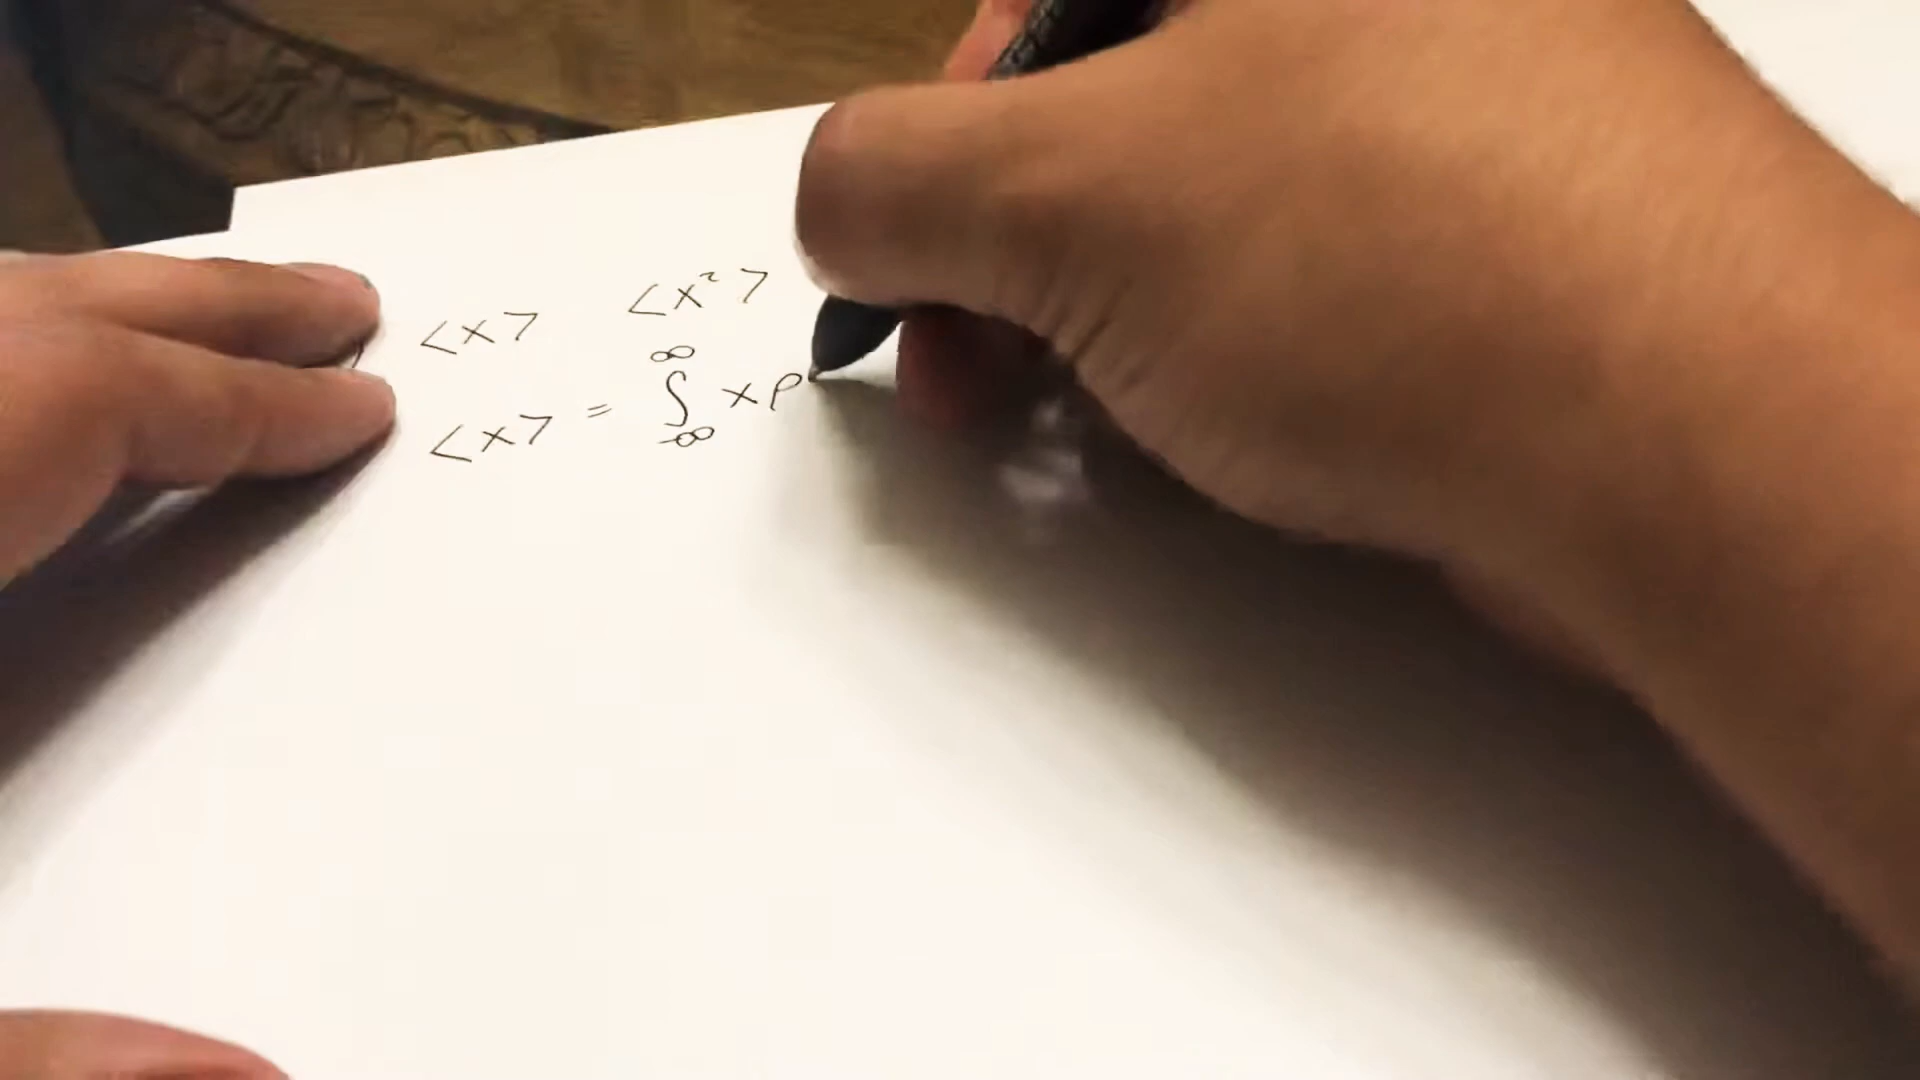 <x> <x²>
<x> = ∫_{-∞}^{∞} xρ